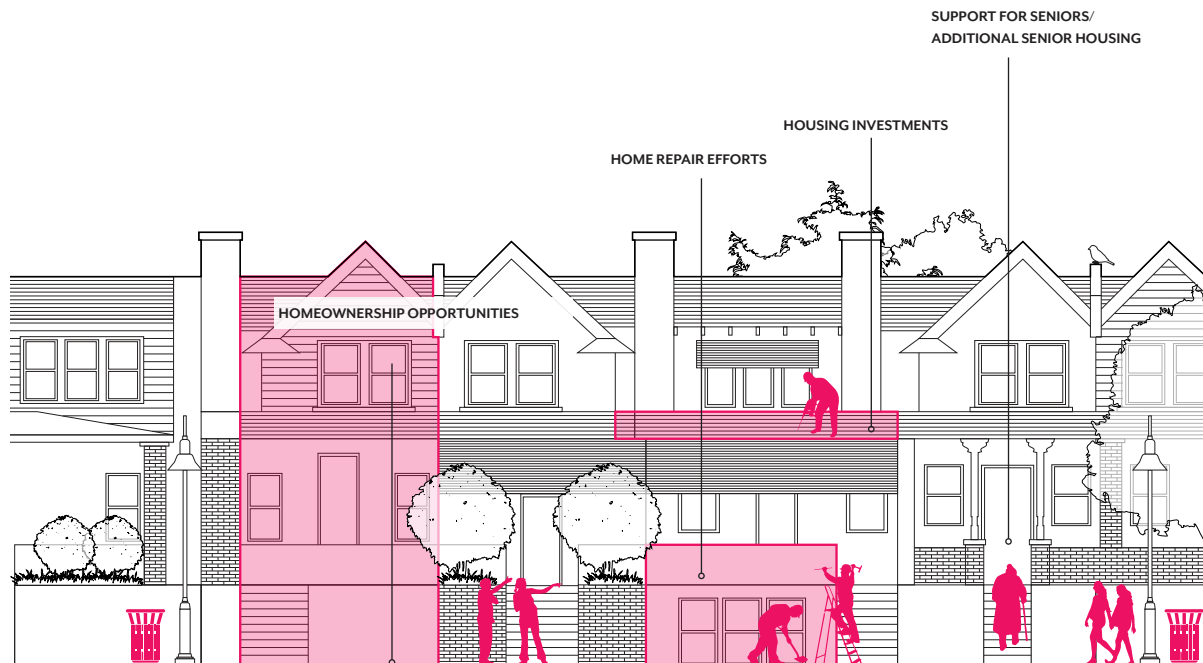 SUPPORT FOR SENIORS/
ADDITIONAL SENIOR HOUSING
HOUSING INVESTMENTS
HOME REPAIR EFFORTS
HOMEOWNERSHIP OPPORTUNITIES